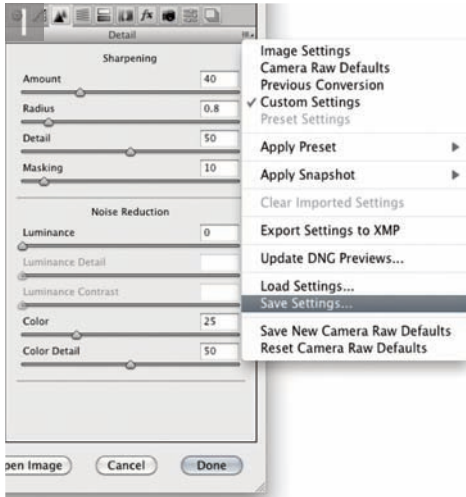 1
fx
Detail
Sharpening
Amount 40
Radius 0.8
Detail 50
Masking 10
Noise Reduction
Luminance 0
Luminance Detail
Luminance Contrast
Color 25
Color Detail 50
pen Image Cancel Done
Image Settings
Camera Raw Defaults
Previous Conversion
✓ Custom Settings
Preset Settings
Apply Preset
Apply Snapshot
Clear Imported Settings
Export Settings to XMP
Update DNG Previews...
Load Settings...
Save Settings...
Save New Camera Raw Defaults
Reset Camera Raw Defaults